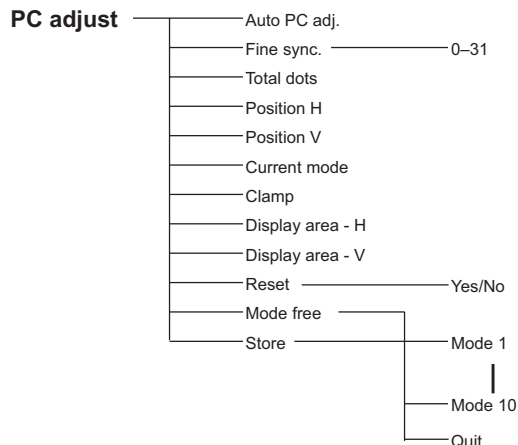 PC adjust
Auto PC adj.
Fine sync. 0–31
Total dots
Position H
Position V
Current mode
Clamp
Display area - H
Display area - V
Reset Yes/No
Mode free
Store Mode 1
Mode 10
Quit